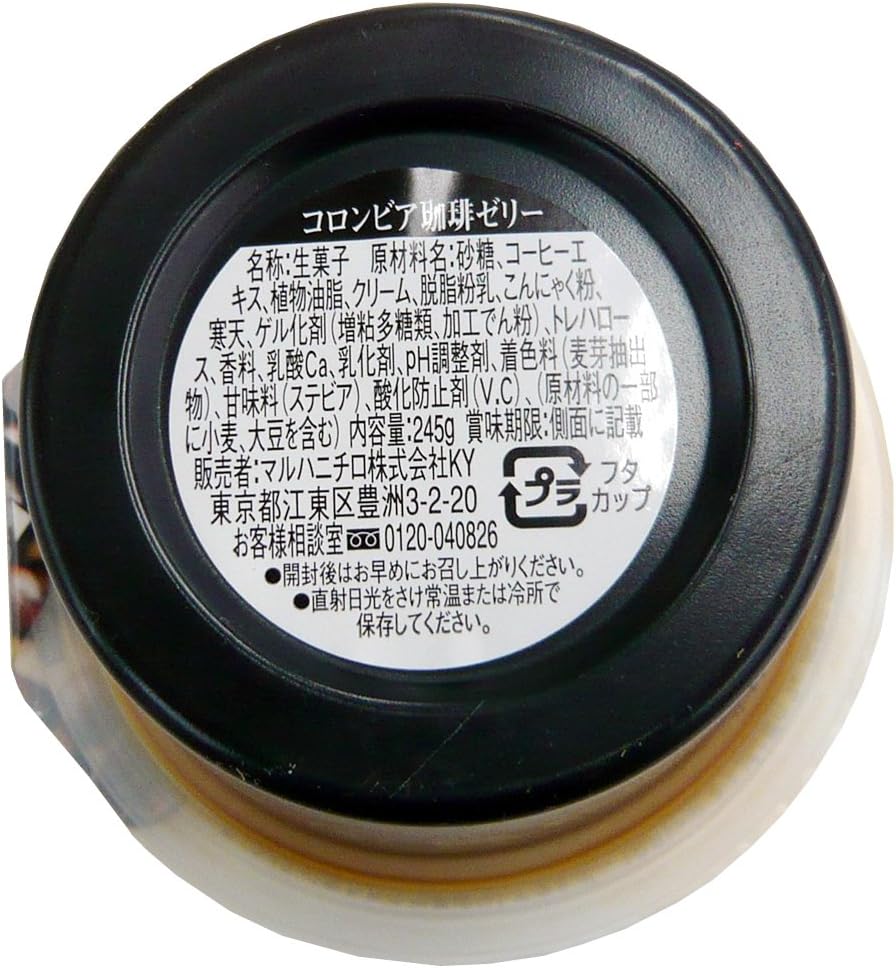 コロンビア珈琲ゼリー
名称:生菓子 原材料名:砂糖、コーヒーエ
キス、植物油脂、クリーム、脱脂粉乳、こんにゃく粉、
寒天、ゲル化剤(増粘多糖類、加工でん粉)、トレハロー
ス、香料、乳酸Ca、乳化剤、pH調整剤、着色料(麦芽抽出
物)、甘味料(ステビア)、酸化防止剤(V.C)、(原材料の一部
に小麦、大豆を含む) 内容量:245g 賞味期限:側面に記載
販売者:マルハニチロ株式会社KY
東京都江東区豊洲3-2-20
お客様相談室 0120-040826
プラ
フタ
カップ
●開封後はお早めにお召し上がりください。
●直射日光をさけ常温または冷所で
保存してください。